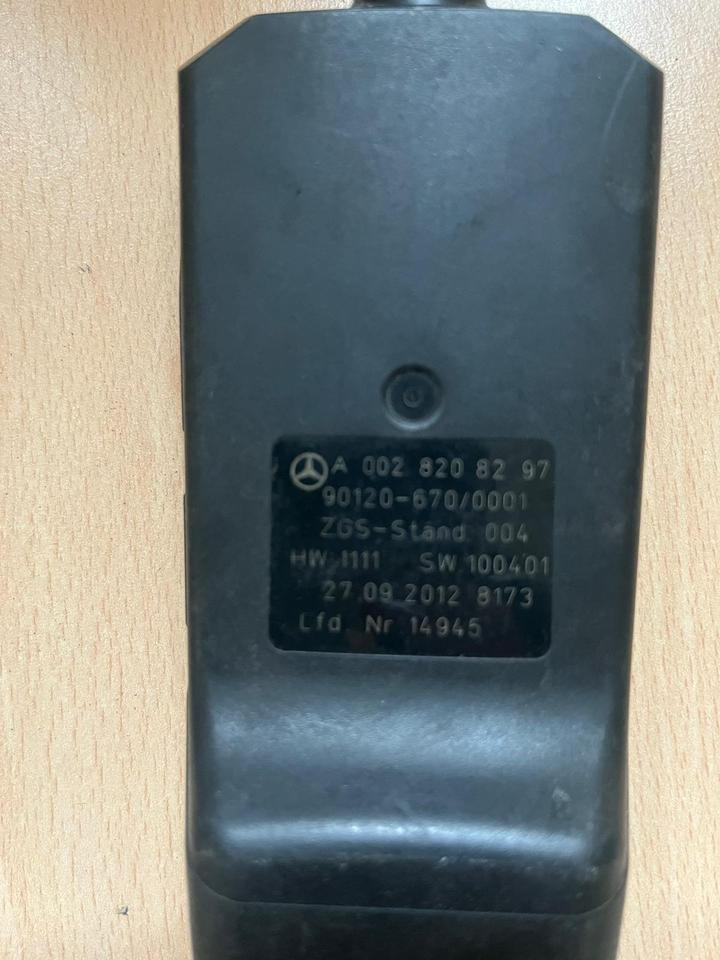 A 002 820 82 97
90120-670/0001
ZGS-Stand 004
HW 1111 SW 100401
27.09.2012 8173
Lfd. Nr 14945